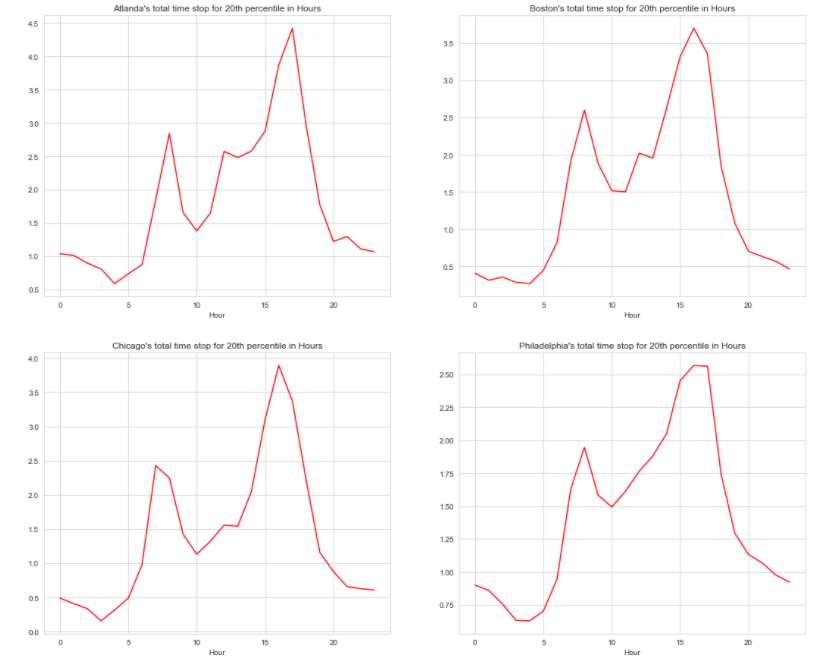 Atlanda's total time stop for 20th percentile in Hours
4.5
4.0
3.5
3.0
2.5
2.0
1.5
1.0
0.5
0 5 10 15 20
Hour
Boston's total time stop for 20th percentile in Hours
3.5
3.0
2.5
2.0
1.5
1.0
0.5
0 5 10 15 20
Hour
Chicago's total time stop for 20th percentile in Hours
4.0
3.5
3.0
2.5
2.0
1.5
1.0
0.5
0.0
0 5 10 15 20
Hour
Philadelphia's total time stop for 20th percentile in Hours
2.50
2.25
2.00
1.75
1.50
1.25
1.00
0.75
0 5 10 15 20
Hour